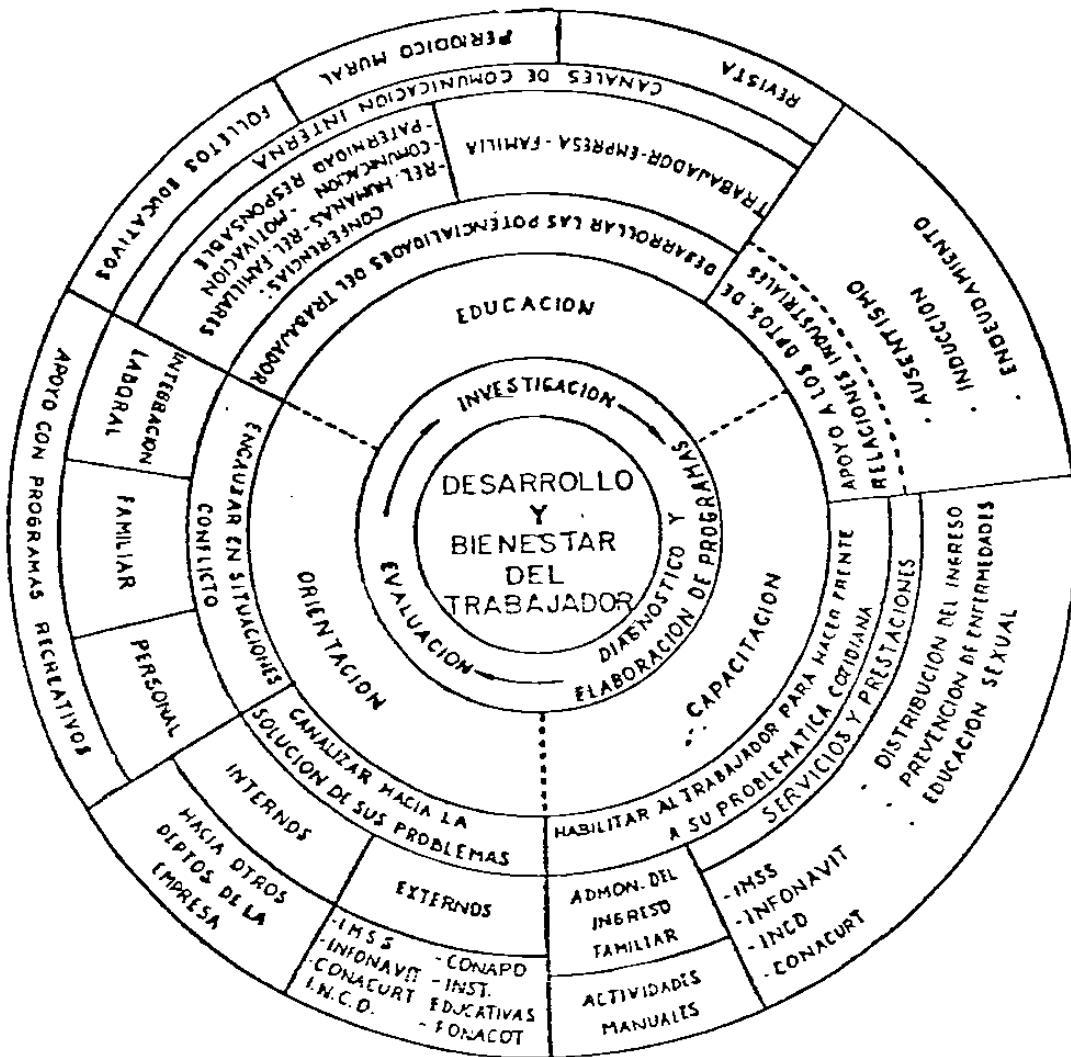 DESARROLLO
Y
BIENESTAR
DEL
TRABAJADOR
INVESTIGACION
DIAGNOSTICO Y
ELABORACION DE PROGRAMAS
EVALUACION
EDUCACION
DESARROLLAR LAS POTENCIALIDADES DEL TRABAJADOR
CONFERENCIAS:
-REL. HUMANAS-REL. FAMILIARES
-COMUNICACION - MOTIVACION
-PATERNIDAD RESPONSABLE
TRABAJADOR-EMPRESA-FAMILIA
CANALES DE COMUNICACION INTERNA
FOLLETOS EDUCATIVOS
PERIODICO MURAL
REVISTA
CAPACITACION
APOYO A LOS DPTOS. DE
RELACIONES INDUSTRIALES
. AUSENTISMO
. INDUCCION
. ENDEUDAMIENTO
HABILITAR AL TRABAJADOR PARA HACER FRENTE
A SU PROBLEMATICA COTIDIANA
SERVICIOS Y PRESTACIONES
. DISTRIBUCION DEL INGRESO
. PREVENCION DE ENFERMEDADES
. EDUCACION SEXUAL
-IMSS
-INFONAVIT
-INCO
-CONACURT
ADMON. DEL
INGRESO
FAMILIAR
ACTIVIDADES
MANUALES
ORIENTACION
CANALIZAR HACIA LA
SOLUCION DE SUS PROBLEMAS
EXTERNOS
-IMSS - CONAPO
-INFONAVIT -INST.
-CONACURT EDUCATIVAS
I.N.C.O. - FONACOT
INTERNOS
HACIA OTROS
DEPTOS. DE LA
EMPRESA
ENCAUZAR EN SITUACIONES
CONFLICTO
PERSONAL
FAMILIAR
INTEGRACION
LABORAL
APOYO CON PROGRAMAS RECREATIVOS